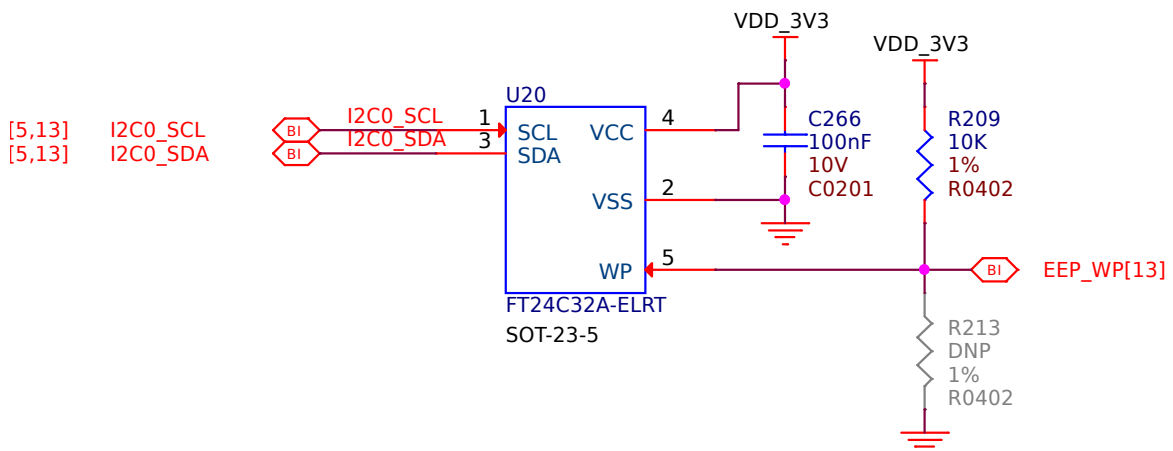 VDD_3V3
VDD_3V3
U20
[5,13] I2C0_SCL BI I2C0_SCL 1 SCL VCC 4
[5,13] I2C0_SDA BI I2C0_SDA 3 SDA
VSS 2
WP 5
C266
100nF
10V
C0201
R209
10K
1%
R0402
BI EEP_WP[13]
FT24C32A-ELRT
SOT-23-5
R213
DNP
1%
R0402